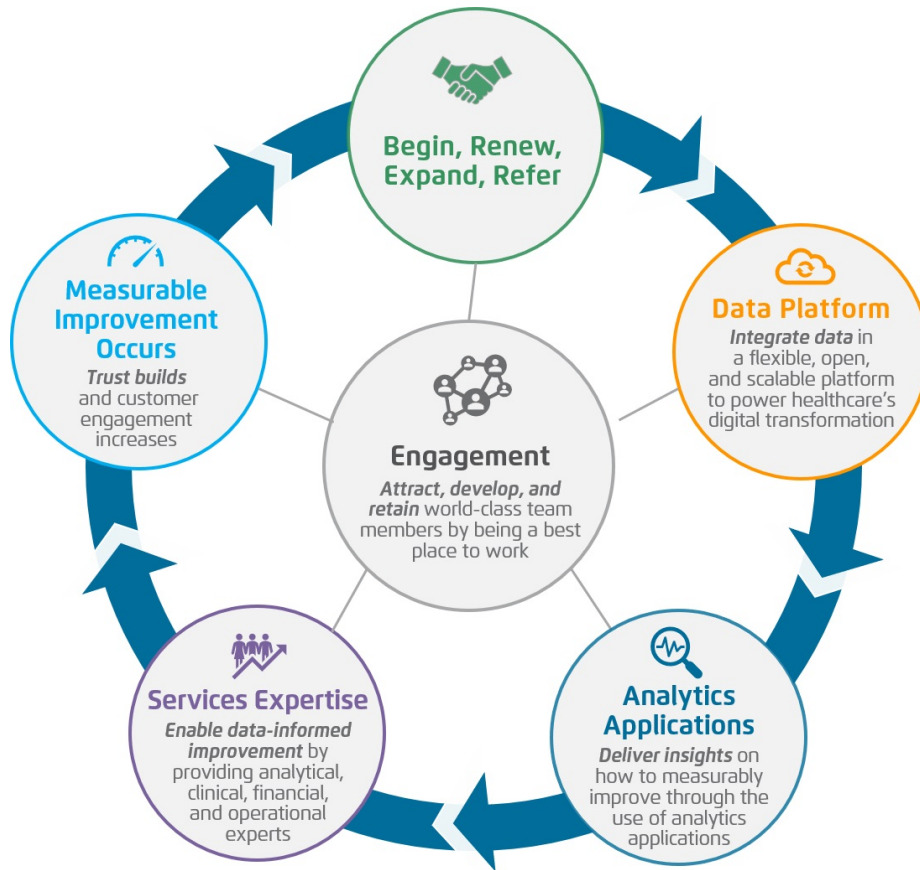 Begin, Renew,
Expand, Refer
Data Platform
Integrate data in
a flexible, open,
and scalable platform
to power healthcare's
digital transformation
Analytics
Applications
Deliver insights on
how to measurably
improve through the
use of analytics
applications
Services Expertise
Enable data-informed
improvement by
providing analytical,
clinical, financial,
and operational
experts
Measurable
Improvement
Occurs
Trust builds
and customer
engagement
increases
Engagement
Attract, develop, and
retain world-class team
members by being a best
place to work